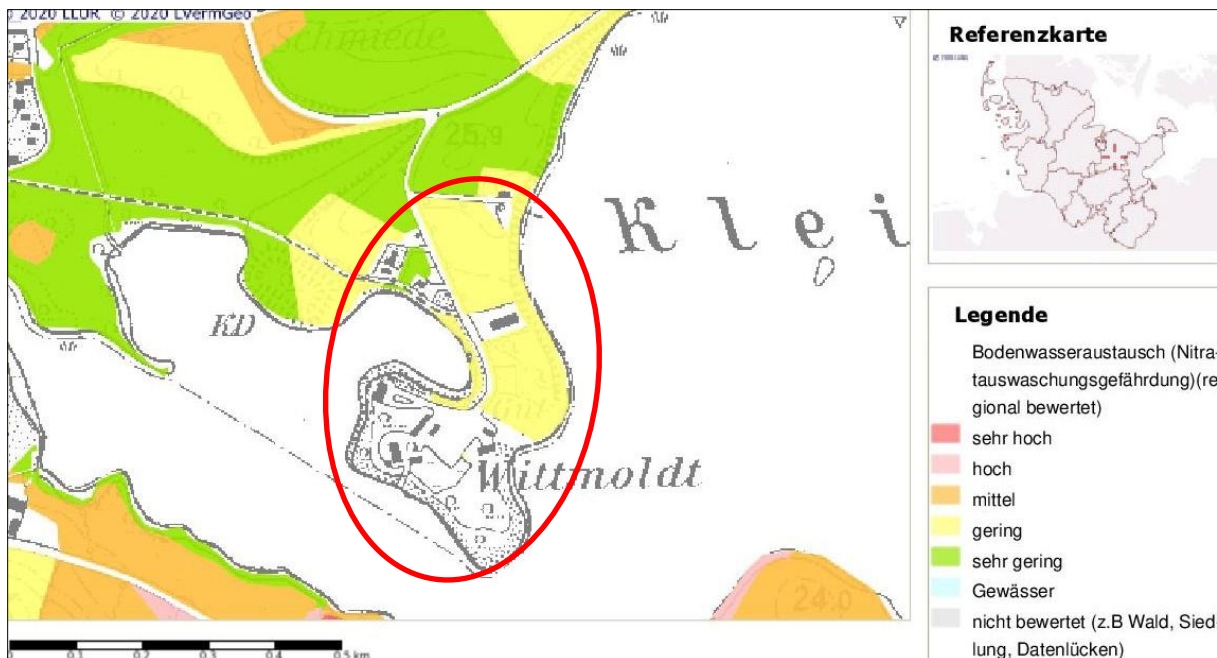 © 2020 LLUR © 2020 LVermGeo
Schmiede
25,9
Klei
KD
Gut
Wittmoldt
24,0
0.1 0.2 0.3 0.4 0.5 km
Referenzkarte
Legende
Bodenwasseraustausch (Nitra-
tauswaschungsgefährdung)(re
gional bewertet)
sehr hoch
hoch
mittel
gering
sehr gering
Gewässer
nicht bewertet (z.B Wald, Sied-
lung, Datenlücken)